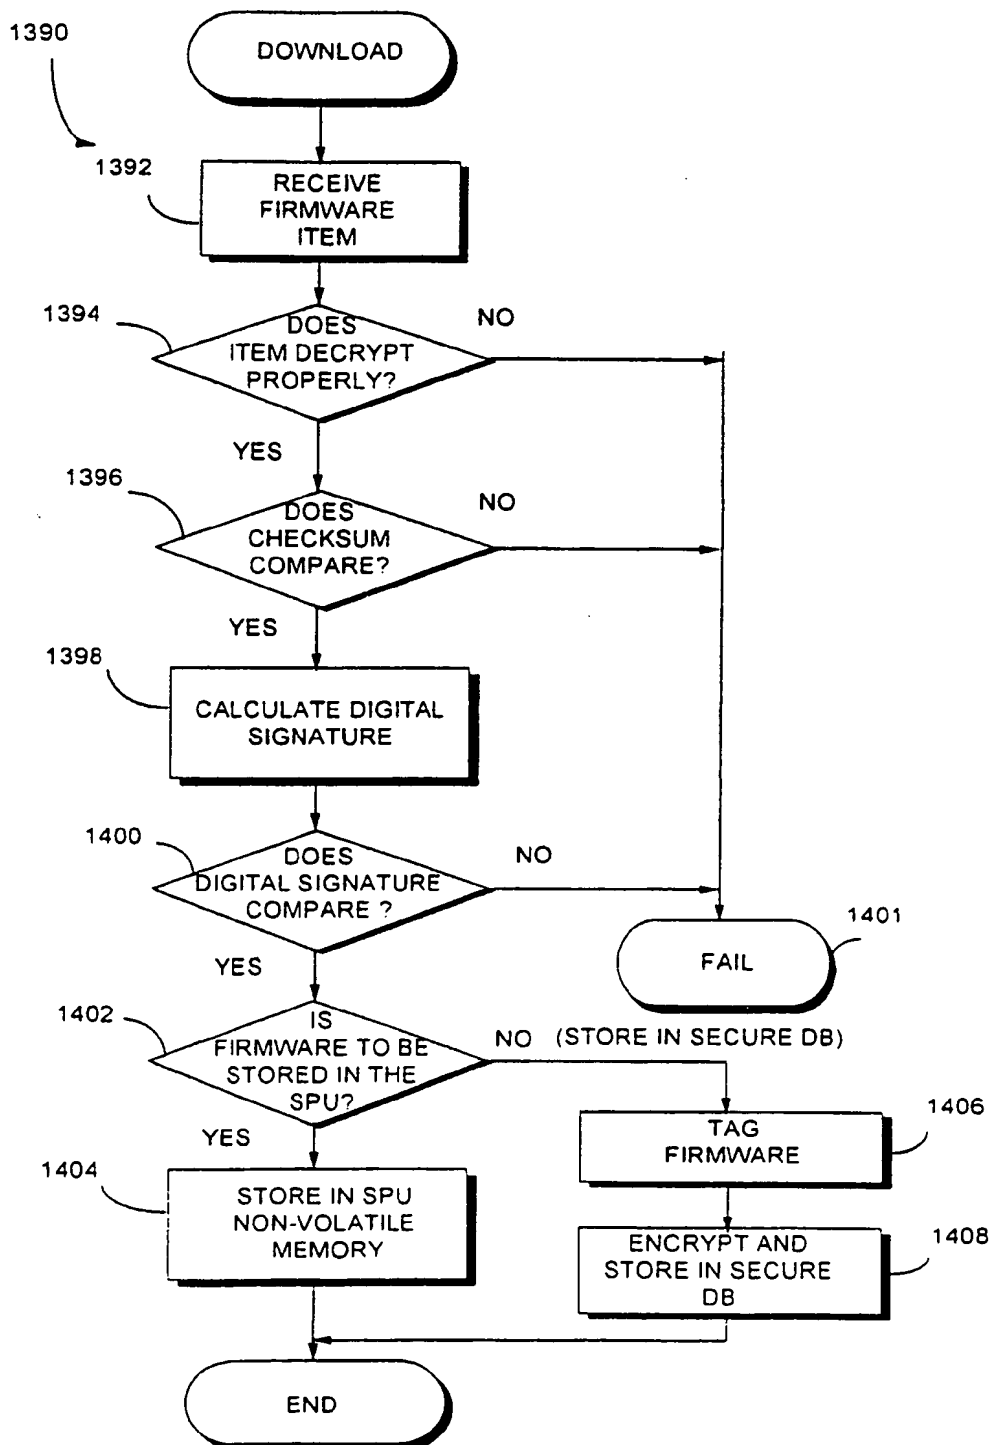 1390
DOWNLOAD
1392
RECEIVE
FIRMWARE
ITEM
1394
DOES
ITEM DECRYPT
PROPERLY?
NO
YES
1396
DOES
CHECKSUM
COMPARE?
NO
YES
1398
CALCULATE DIGITAL
SIGNATURE
1400
DOES
DIGITAL SIGNATURE
COMPARE ?
NO
1401
FAIL
YES
1402
IS
FIRMWARE TO BE
STORED IN THE
SPU?
NO (STORE IN SECURE DB)
YES
1406
TAG
FIRMWARE
1404
STORE IN SPU
NON-VOLATILE
MEMORY
1408
ENCRYPT AND
STORE IN SECURE
DB
END